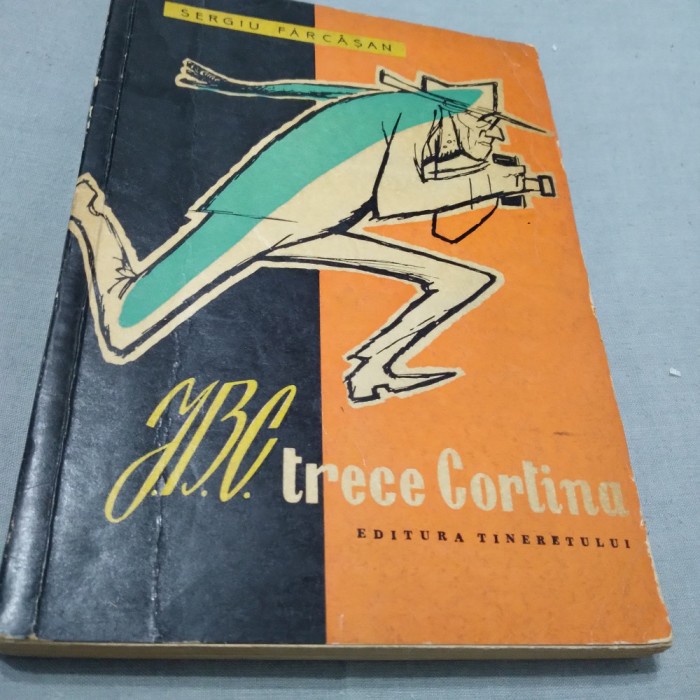 SERGIU FĂRCĂȘAN
J.B.C. trece Cortina
EDITURA TINERETULUI